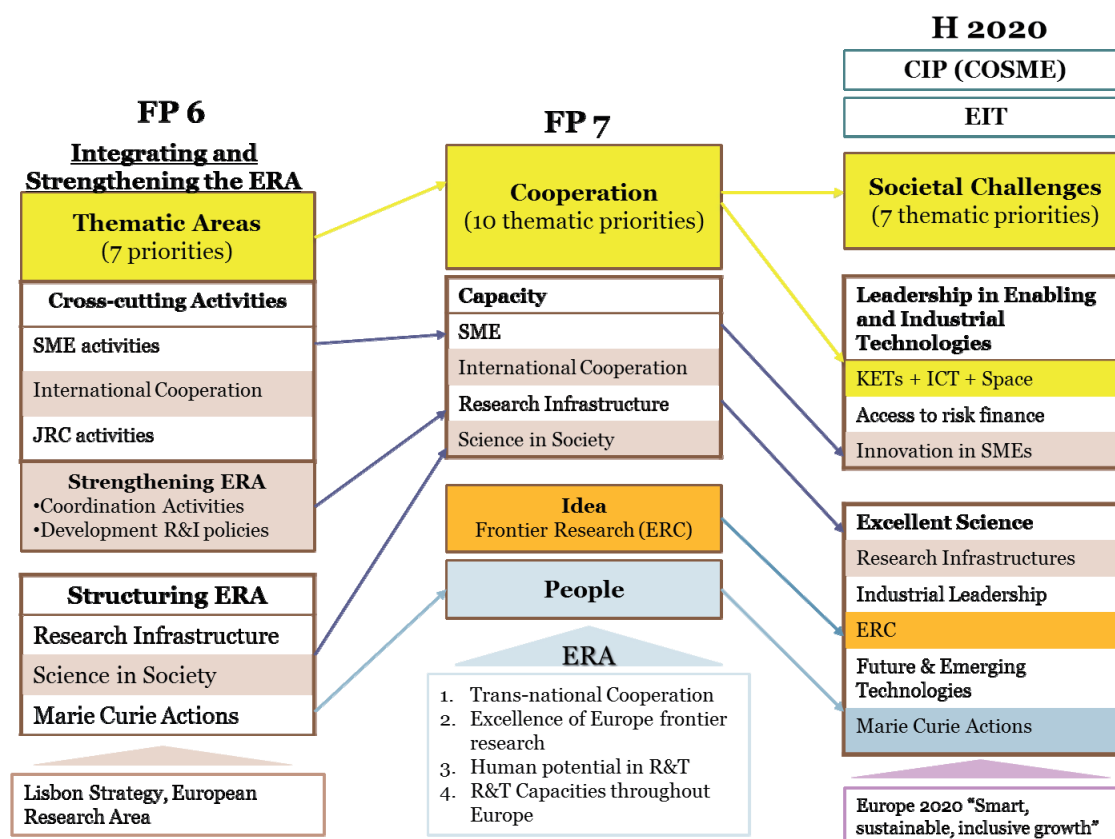 FP 6
Integrating and
Strengthening the ERA
Thematic Areas
(7 priorities)
Cross-cutting Activities
SME activities
International Cooperation
JRC activities
Strengthening ERA
•Coordination Activities
•Development R&I policies
Structuring ERA
Research Infrastructure
Science in Society
Marie Curie Actions
Lisbon Strategy, European
Research Area
FP 7
Cooperation
(10 thematic priorities)
Capacity
SME
International Cooperation
Research Infrastructure
Science in Society
Idea
Frontier Research (ERC)
People
ERA
1. Trans-national Cooperation
2. Excellence of Europe frontier
research
3. Human potential in R&T
4. R&T Capacities throughout
Europe
H 2020
CIP (COSME)
EIT
Societal Challenges
(7 thematic priorities)
Leadership in Enabling
and Industrial
Technologies
KETs + ICT + Space
Access to risk finance
Innovation in SMEs
Excellent Science
Research Infrastructures
Industrial Leadership
ERC
Future & Emerging
Technologies
Marie Curie Actions
Europe 2020 “Smart,
sustainable, inclusive growth”